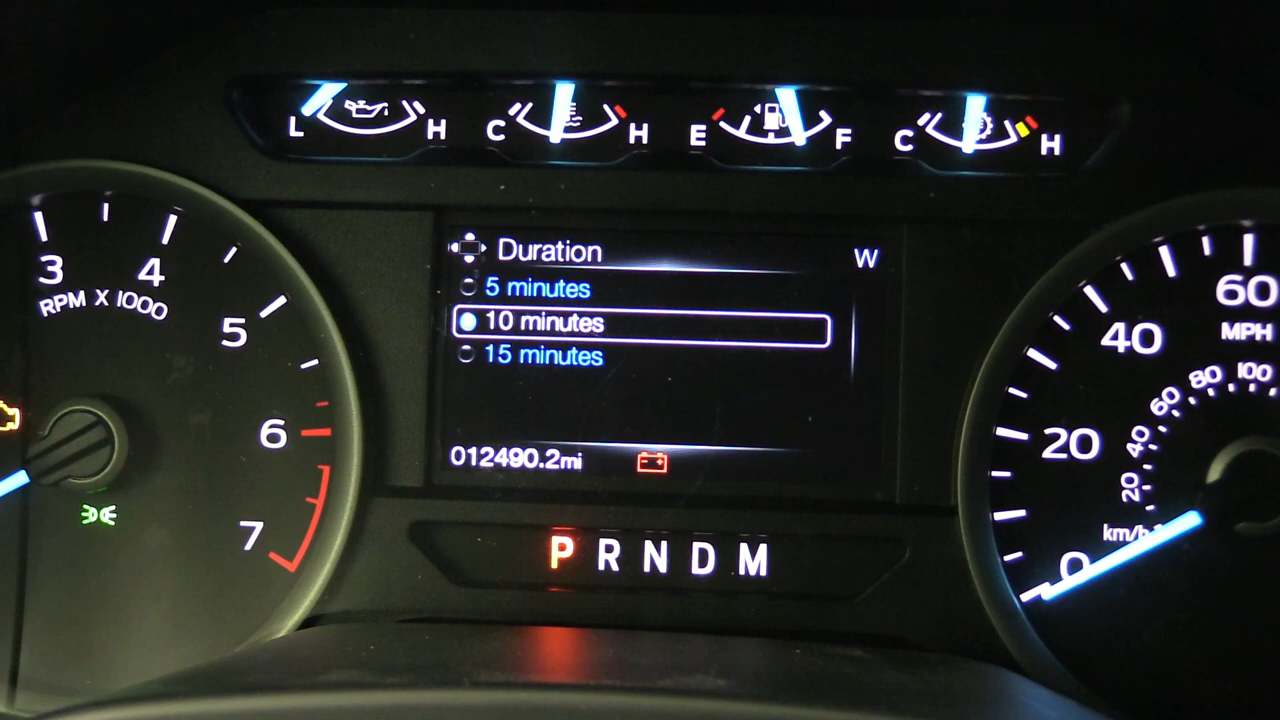 L H C H E F C H
3 4 5 6 7
RPM X 1000
Duration W
5 minutes
10 minutes
15 minutes
012490.2mi
P R N D M
0 20 40 60
MPH
20 40 60 80 100
km/h